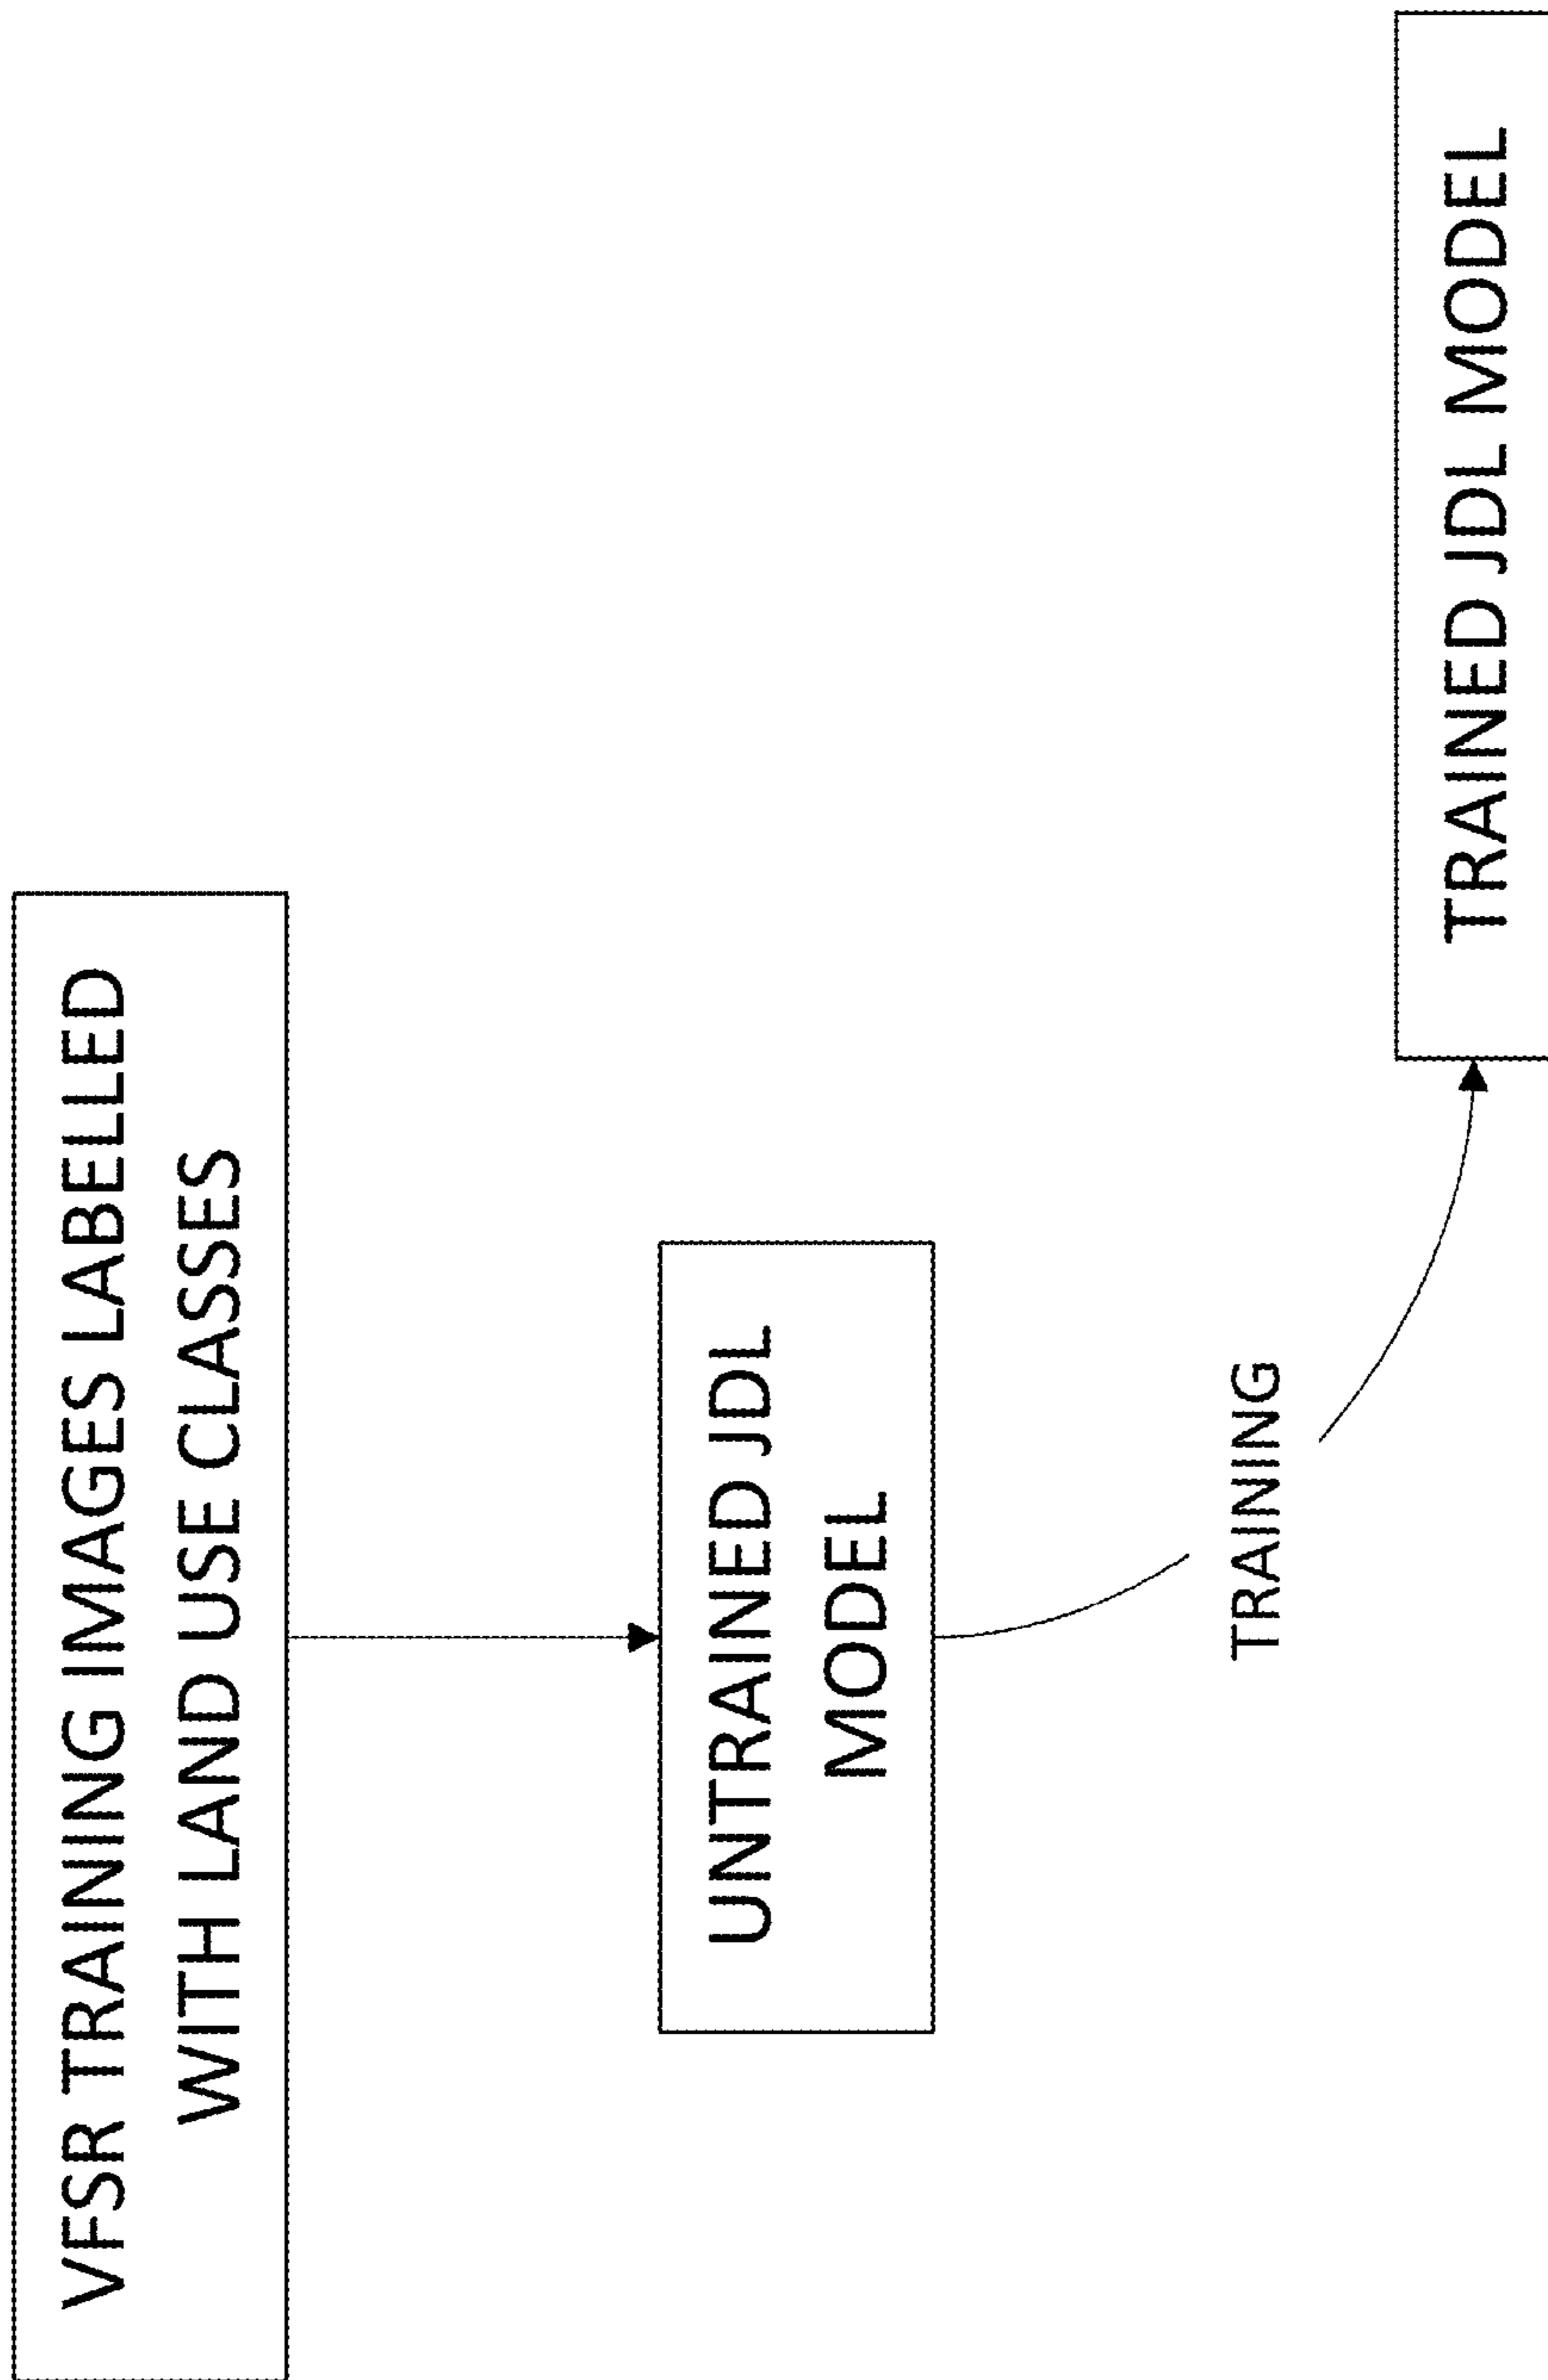 VFSR TRAINING IMAGES LABELLED
WITH LAND USE CLASSES
UNTRAINED JDL
MODEL
TRAINING
TRAINED JDL MODEL